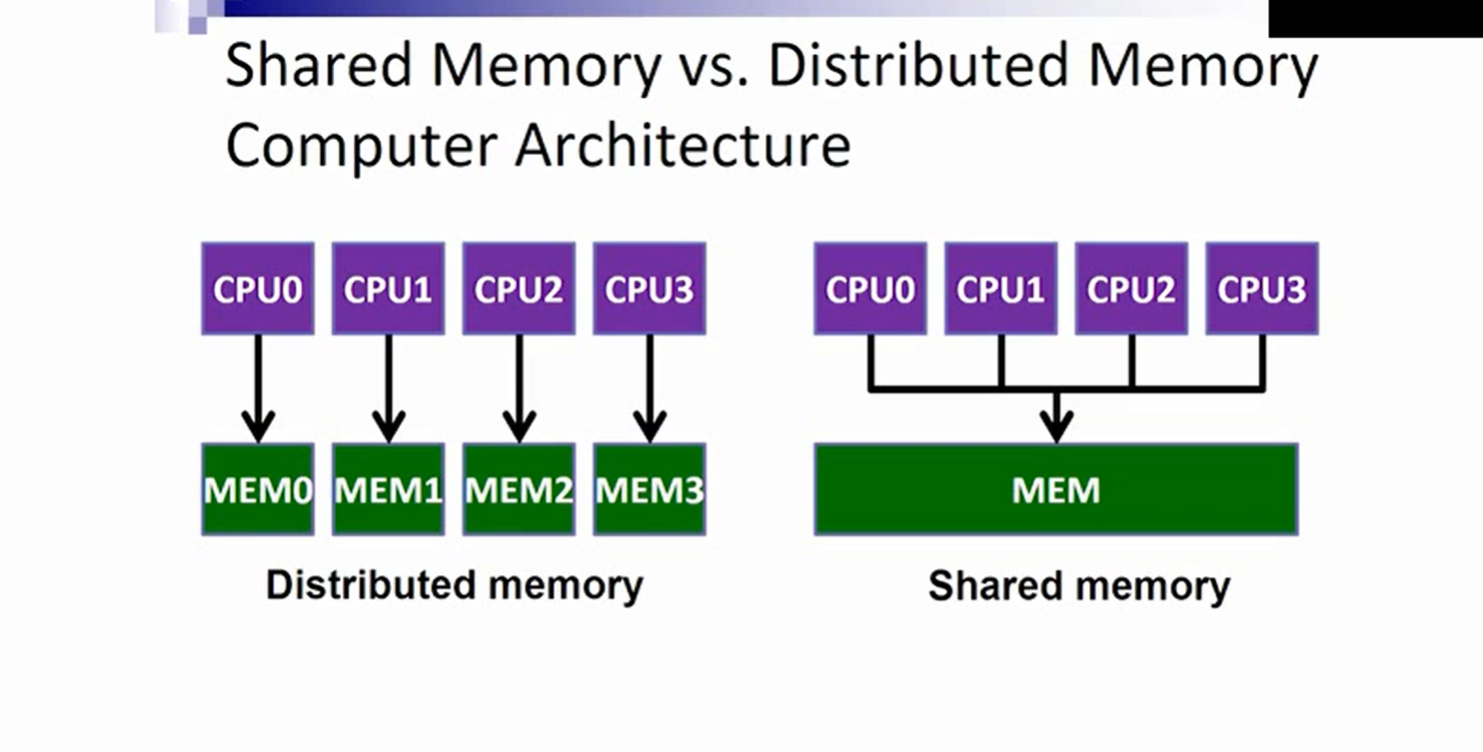 Shared Memory vs. Distributed Memory
Computer Architecture
CPU0 CPU1 CPU2 CPU3
MEM0 MEM1 MEM2 MEM3
Distributed memory
CPU0 CPU1 CPU2 CPU3
MEM
Shared memory